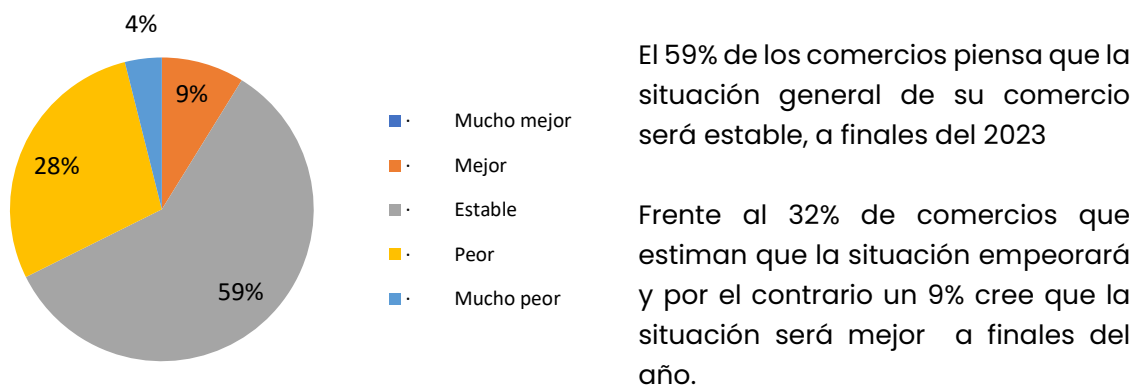 4%
9%
28%
59%
· Mucho mejor
· Mejor
· Estable
· Peor
· Mucho peor
El 59% de los comercios piensa que la
situación general de su comercio
será estable, a finales del 2023
Frente al 32% de comercios que
estiman que la situación empeorará
y por el contrario un 9% cree que la
situación será mejor a finales del
año.